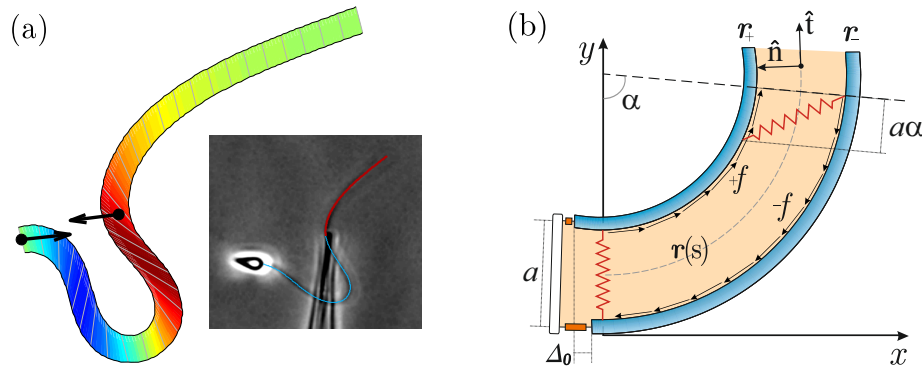 (a)
(b)
y
r₊
t̂
r₋
n̂
α
aα
+f
−f
a
r(s)
Δ₀
x